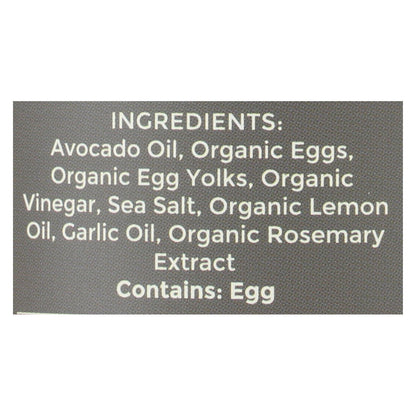 INGREDIENTS:
Avocado Oil, Organic Eggs,
Organic Egg Yolks, Organic
Vinegar, Sea Salt, Organic Lemon
Oil, Garlic Oil, Organic Rosemary
Extract
Contains: Egg